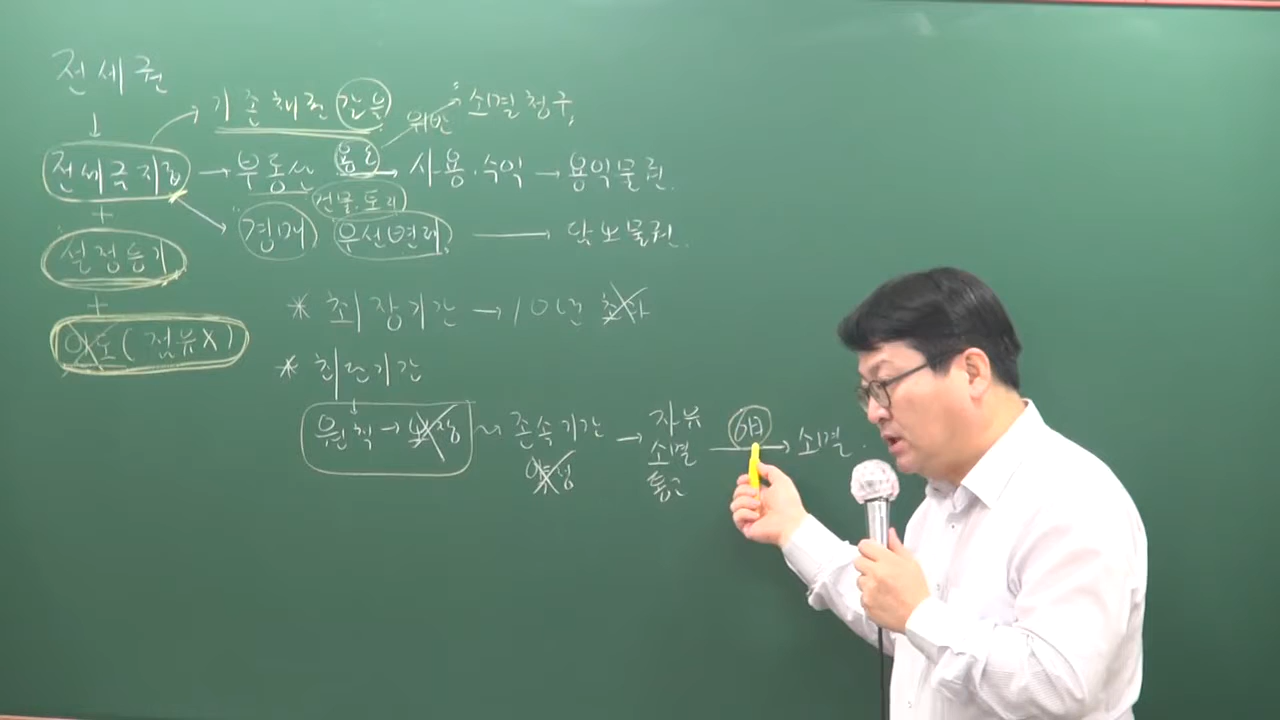 전세권
↓
기존채권 갈음
위반 소멸청구,
전세금지급 → 부동산 용도 → 사용·수익 → 용익물권.
+
건물·토지
경매, 우선변제, → 담보물권.
설정등기
+
* 최장기간 → 10년 초과
인도(점유X)
* 최단기간
↓
원칙 → 보장 ~ 존속기간 → 자유 6月 → 소멸.
약정 소멸
통고